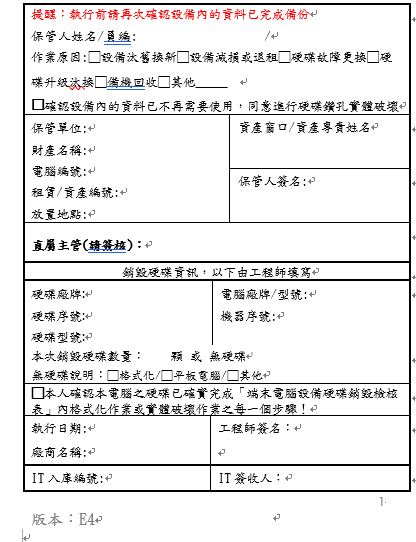 提醒：執行前請再次確認設備內的資料已完成備份
保管人姓名/員編: /
作業原因:□設備汰舊換新□設備減損或退租□硬碟故障更換□硬
碟升級汰換□備機回收□其他_____
□確認設備內的資料已不再需要使用，同意進行硬碟鑽孔實體破壞
保管單位:
財產名稱:
電腦編號:
租賃/資產編號:
放置地點:
資產窗口/資產專責姓名
保管人簽名:
直屬主管(請簽核)：
銷毀硬碟資訊，以下由工程師填寫
硬碟廠牌:
硬碟序號:
硬碟型號:
電腦廠牌/型號:
機器序號:
本次銷毀硬碟數量： 顆 或 無硬碟
無硬碟說明：□格式化/□平板電腦/□其他
□本人確認本電腦之硬碟已確實完成「端末電腦設備硬碟銷毀檢核
表」內格式化作業或實體破壞作業之每一個步驟！
執行日期:
廠商名稱:
工程師簽名：
IT 入庫編號:
IT 簽收人：
1
版本：E4